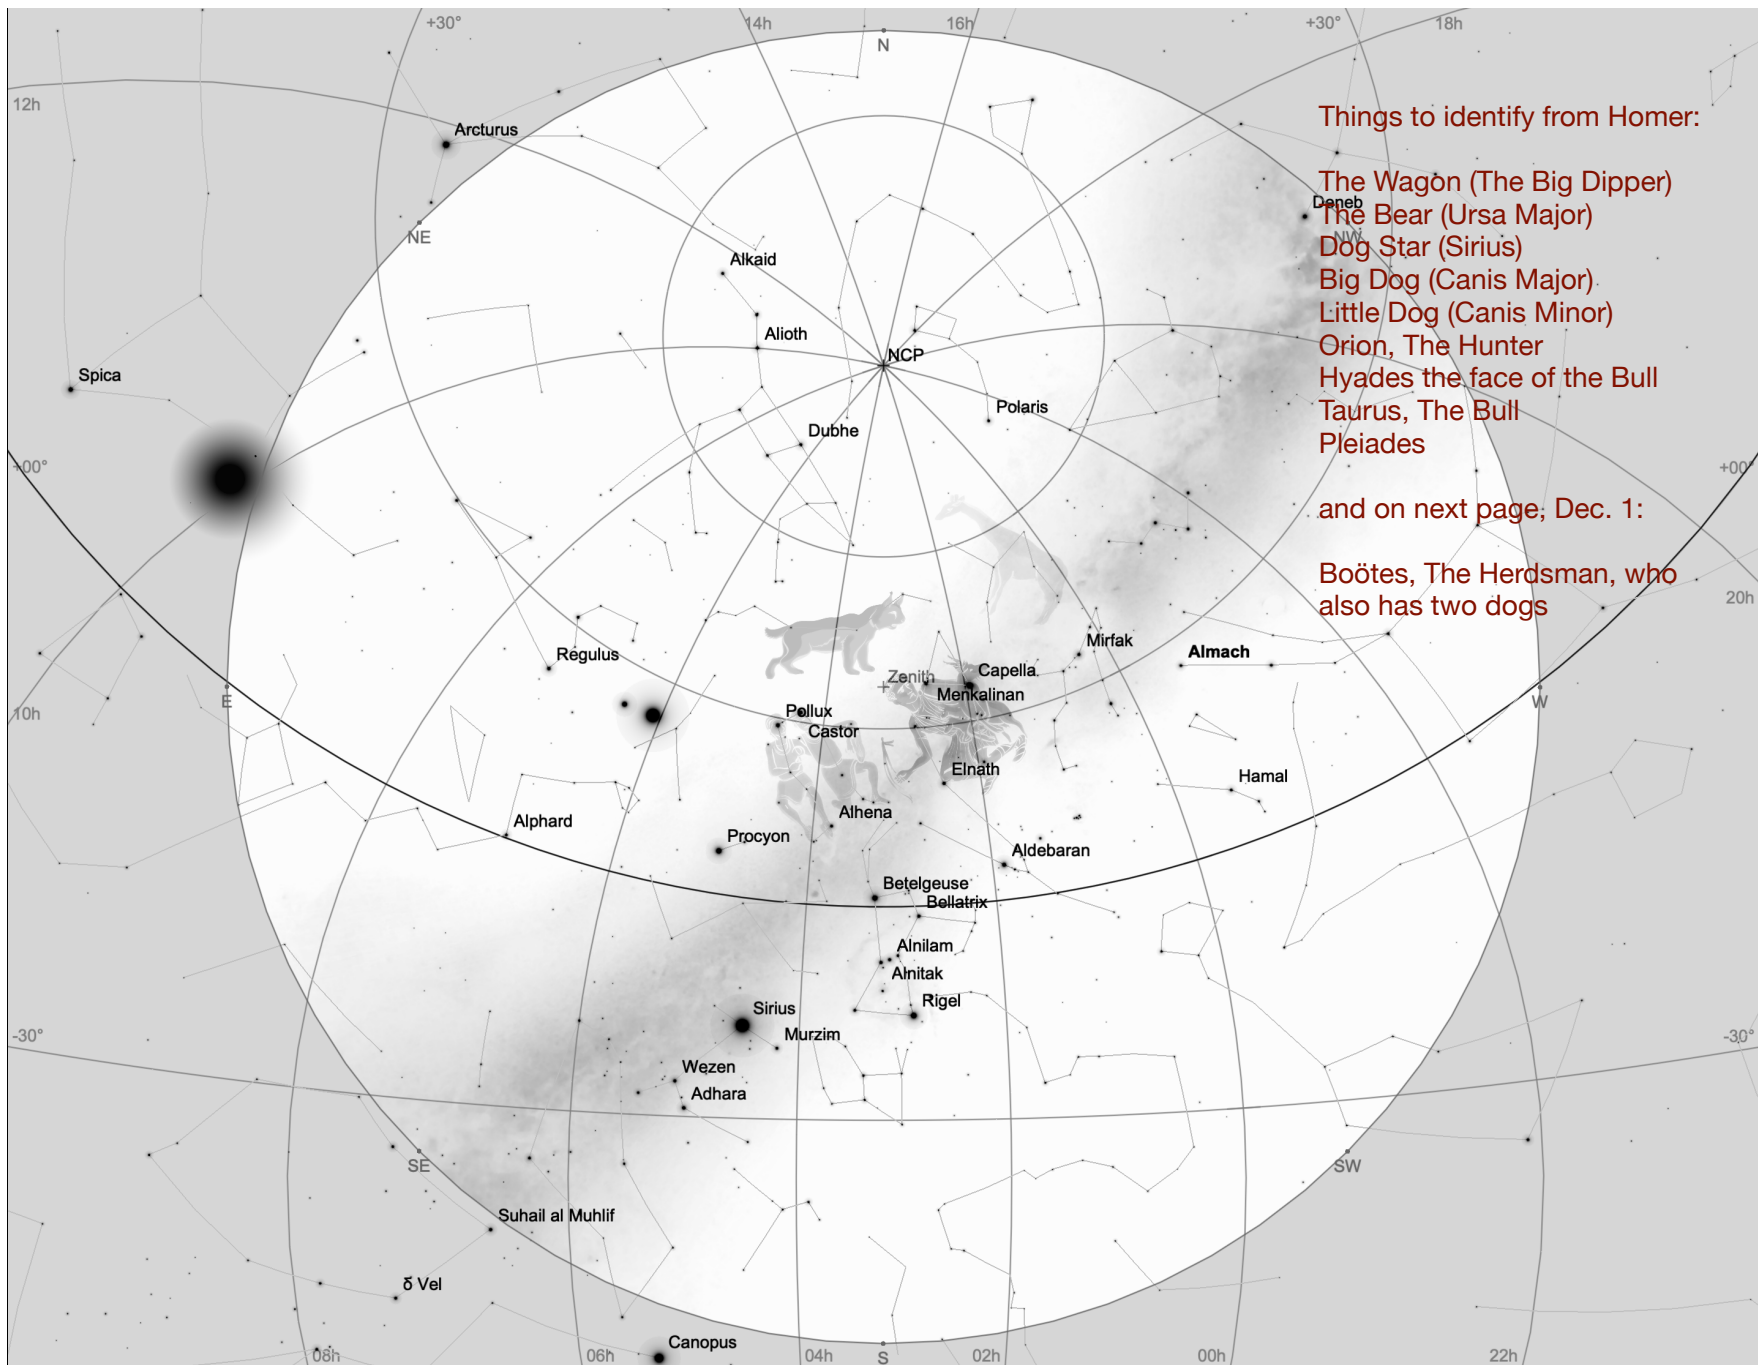 +30°
14h
16h
+30°
18h
N
12h
Arcturus
Things to identify from Homer:
The Wagon (The Big Dipper)
Deneb
The Bear (Ursa Major)
NE
NW
Dog Star (Sirius)
Alkaid
Big Dog (Canis Major)
Little Dog (Canis Minor)
Alioth
Orion, The Hunter
NCP
Spica
Hyades the face of the Bull
Polaris
Taurus, The Bull
Dubhe
Pleiades
+00°
+00°
and on next page, Dec. 1:
Boötes, The Herdsman, who
20h
also has two dogs
Mirfak
Regulus
Almach
Capella
Zenith
Menkalinan
E
W
10h
Pollux
Castor
Elnath
Hamal
Alphard
Alhena
Procyon
Aldebaran
Betelgeuse
Bellatrix
Alnilam
Alnitak
Sirius
Rigel
-30°
Murzim
-30°
Wezen
Adhara
SE
SW
Suhail al Muhlif
δ Vel
Canopus
08h
06h
04h
S
02h
00h
22h